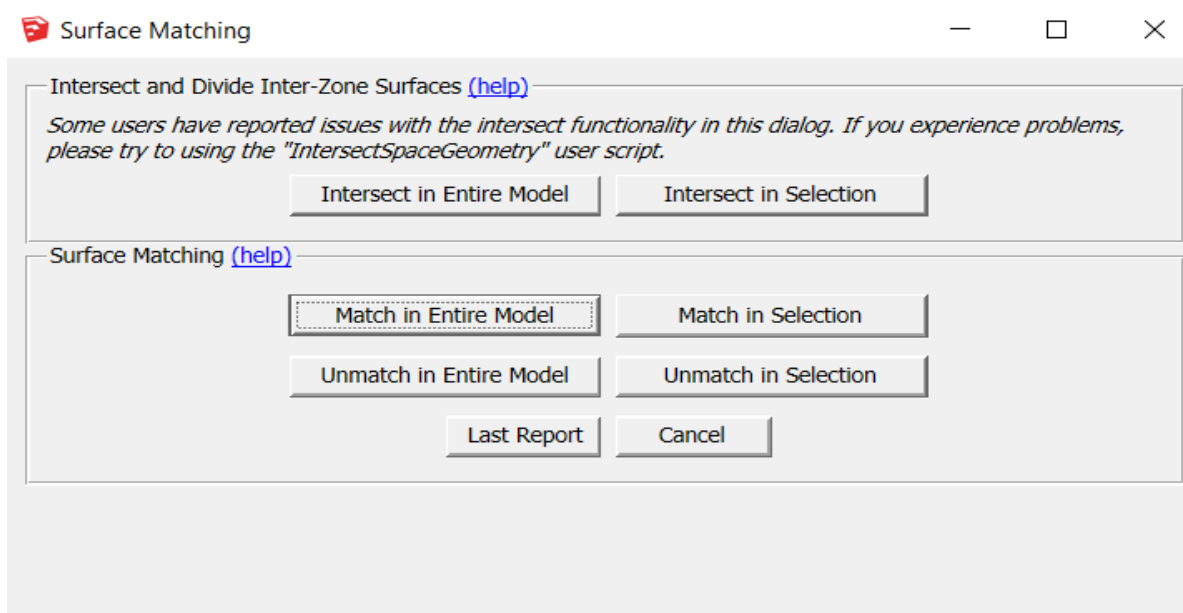 Surface Matching
Intersect and Divide Inter-Zone Surfaces (help)
Some users have reported issues with the intersect functionality in this dialog. If you experience problems,
please try to using the "IntersectSpaceGeometry" user script.
Intersect in Entire Model Intersect in Selection
Surface Matching (help)
Match in Entire Model Match in Selection
Unmatch in Entire Model Unmatch in Selection
Last Report Cancel